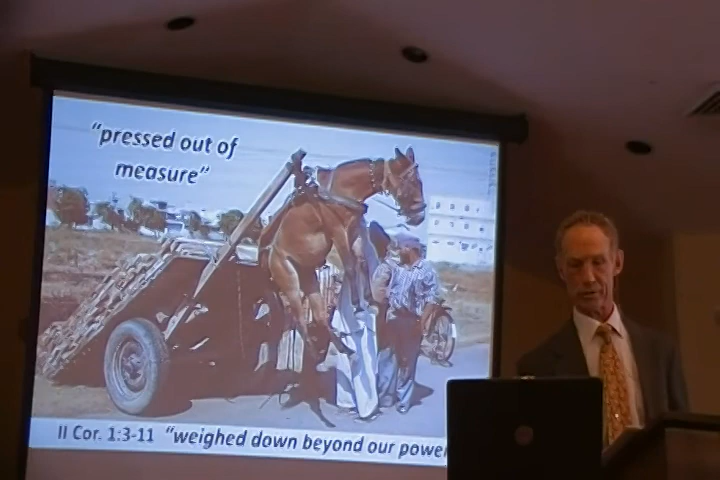 "pressed out of
measure"
II Cor. 1:3-11 "weighed down beyond our power